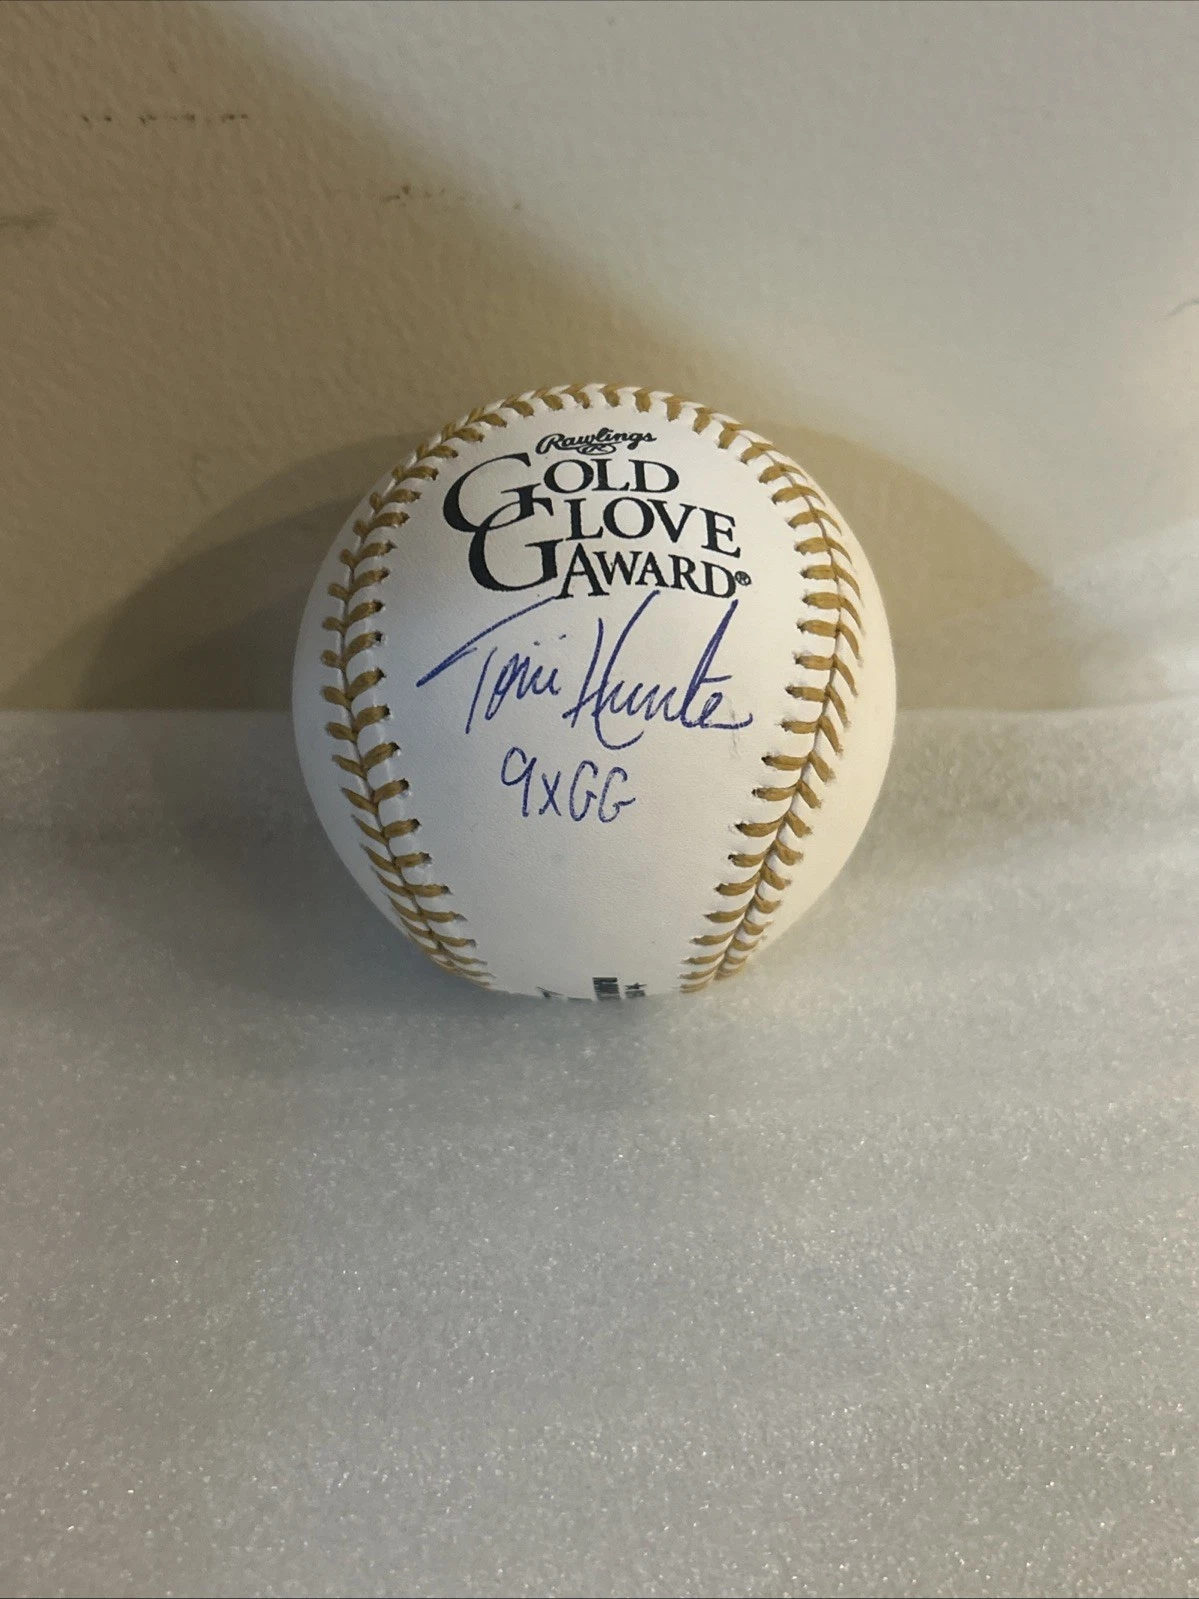 Rawlings
GOLD
GLOVE
AWARD®
Torii Hunter
9xGG